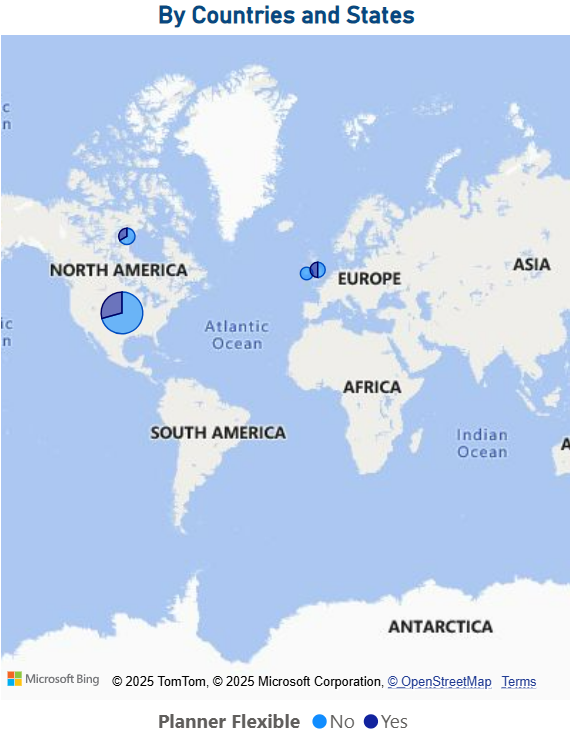 By Countries and States
c
n
NORTH AMERICA
EUROPE
ASIA
ic
n
Atlantic
Ocean
AFRICA
SOUTH AMERICA
Indian
Ocean
A
ANTARCTICA
Microsoft Bing © 2025 TomTom, © 2025 Microsoft Corporation, © OpenStreetMap Terms
Planner Flexible No Yes